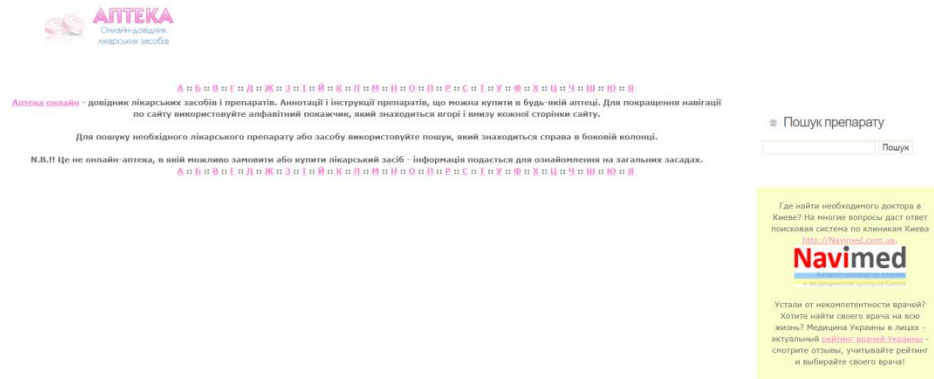 АПТЕКА
Онлайн-довідник
лікарських засобів
А :: Б :: В :: Г :: Д :: Ж :: З :: І :: Й :: К :: Л :: М :: Н :: О :: П :: Р :: С :: Т :: У :: Ф :: Х :: Ц :: Ч :: Ш :: Ю :: Я
Аптека онлайн - довідник лікарських засобів і препаратів. Аннотації і інструкції препаратів, що можна купити в будь-якій аптеці. Для покращення навігації
по сайту використовуйте алфавітний покажчик, який знаходиться вгорі і внизу кожної сторінки сайту.
Для пошуку необхідного лікарського препарату або засобу використовуйте пошук, який знаходиться справа в боковій колонці.
N.B.!! Це не онлайн-аптека, в якій можливо замовити або купити лікарський засіб - інформація подається для ознайомлення на загальних засадах.
А :: Б :: В :: Г :: Д :: Ж :: З :: І :: Й :: К :: Л :: М :: Н :: О :: П :: Р :: С :: Т :: У :: Ф :: Х :: Ц :: Ч :: Ш :: Ю :: Я
Пошук препарату
Пошук
Где найти необходимого доктора в
Киеве? На многие вопросы даст ответ
поисковая система по клиникам Киева
http://Navimed.com.ua.
Navimed
и медицинских центров Киева
Устали от некомпетентности врачей?
Хотите найти своего врача на всю
жизнь? Медицина Украины в лицах -
актуальный рейтинг врачей Украины -
смотрите отзывы, учитывайте рейтинг
и выбирайте своего врача!